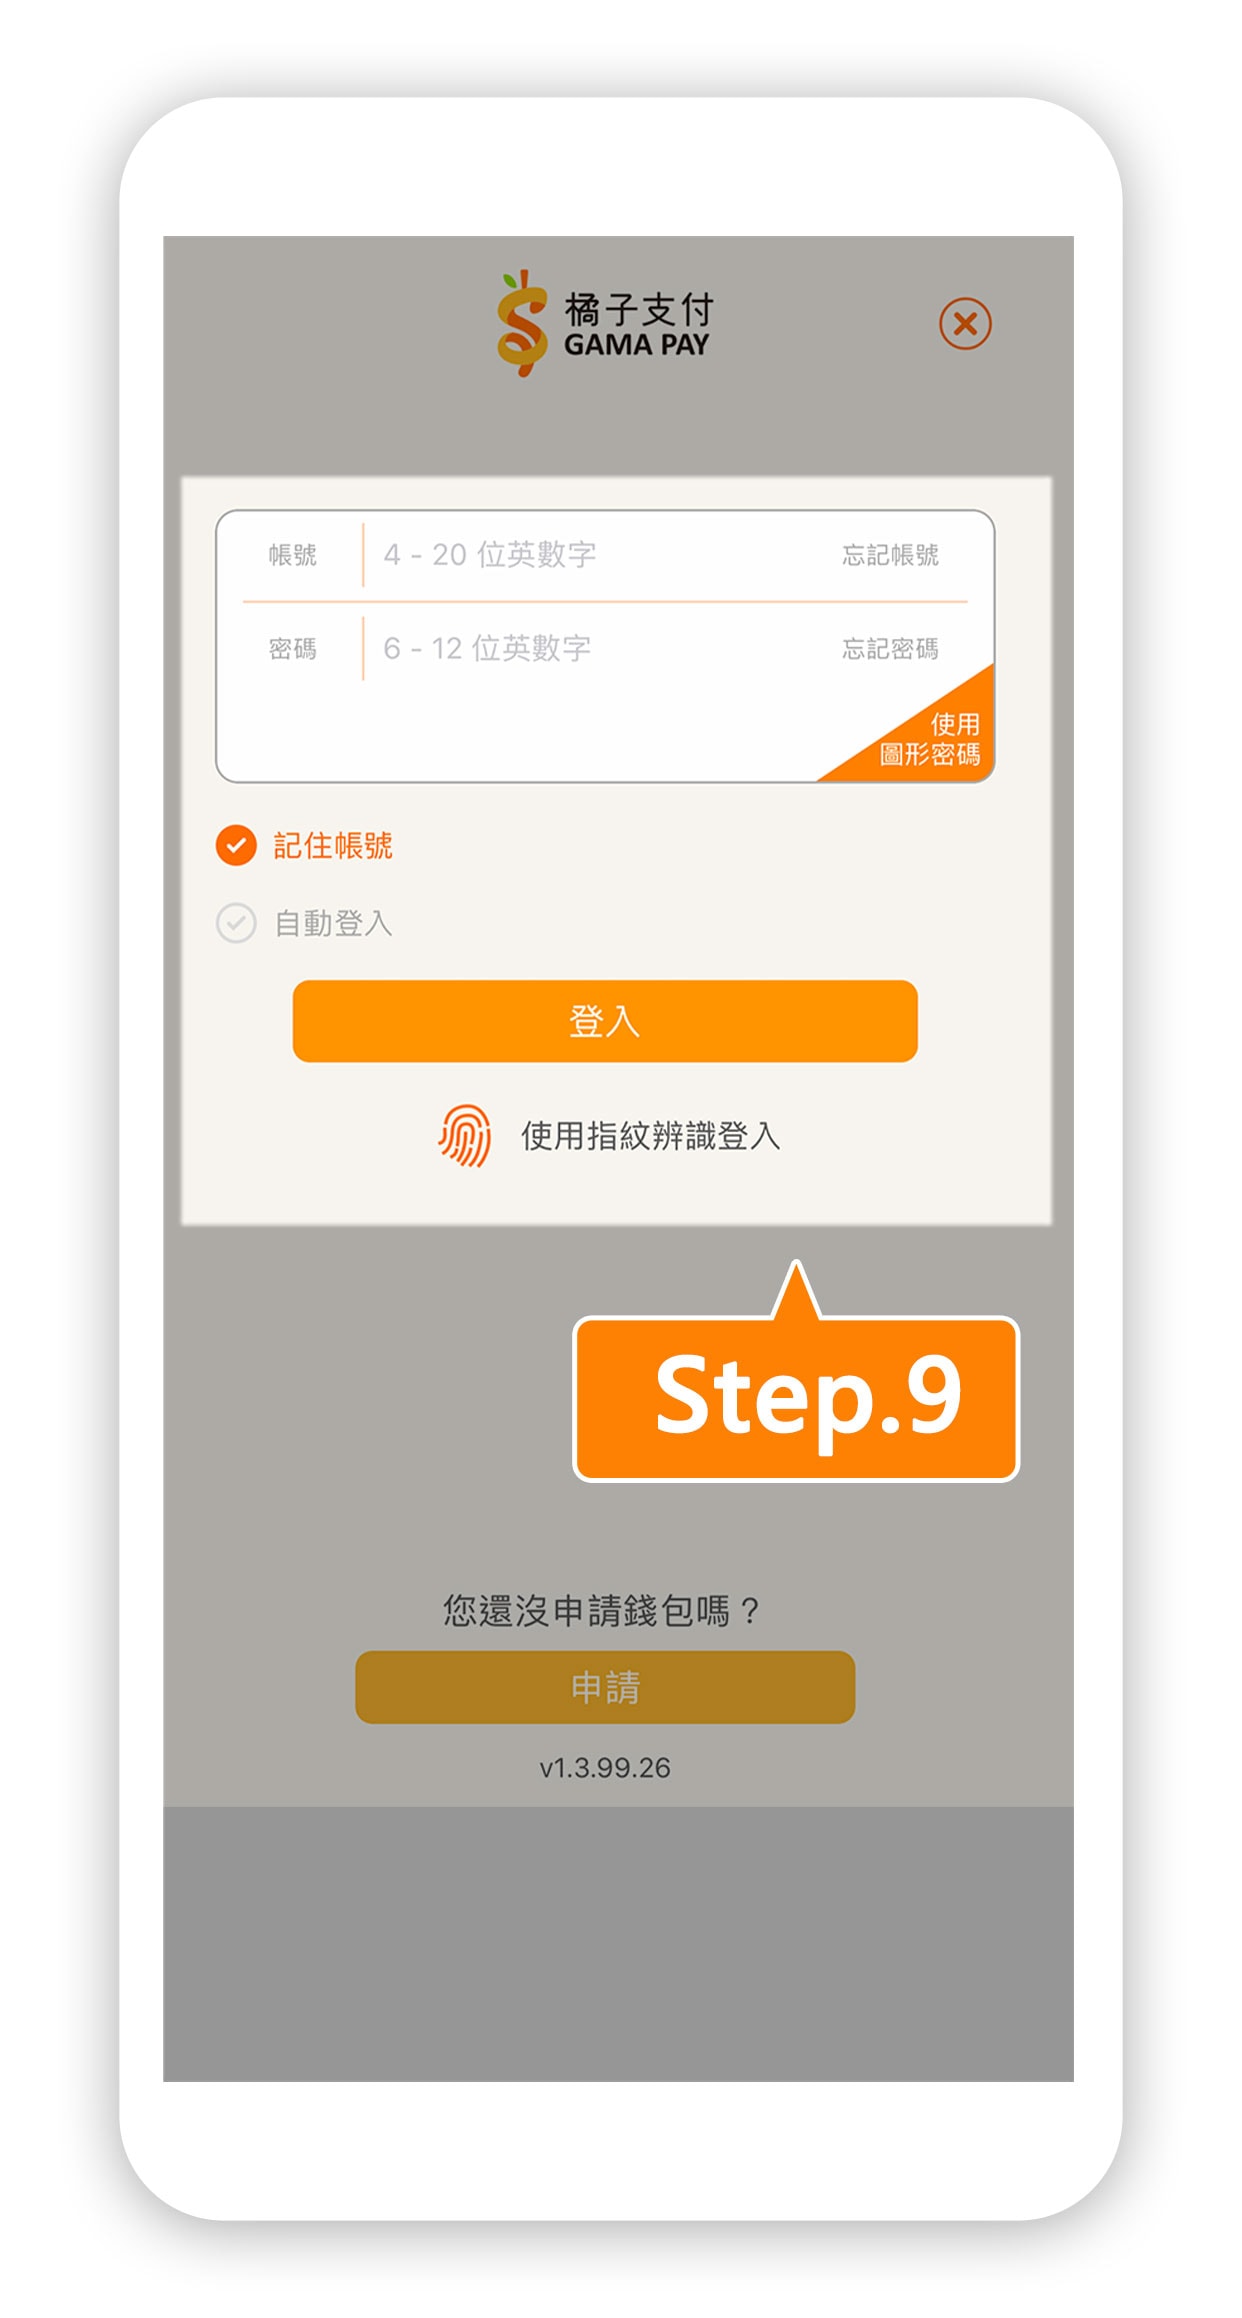 橘子支付
GAMA PAY
帳號 4 - 20 位英數字 忘記帳號
密碼 6 - 12 位英數字 忘記密碼
使用
圖形密碼
記住帳號
自動登入
登入
使用指紋辨識登入
Step.9
您還沒申請錢包嗎？
申請
v1.3.99.26